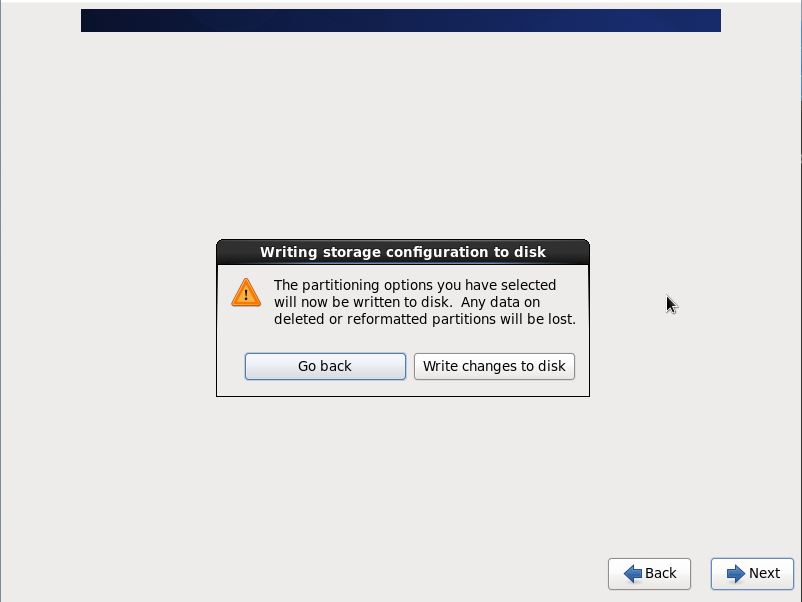 Writing storage configuration to disk
The partitioning options you have selected
will now be written to disk.  Any data on
deleted or reformatted partitions will be lost.
Go back
Write changes to disk
Back
Next